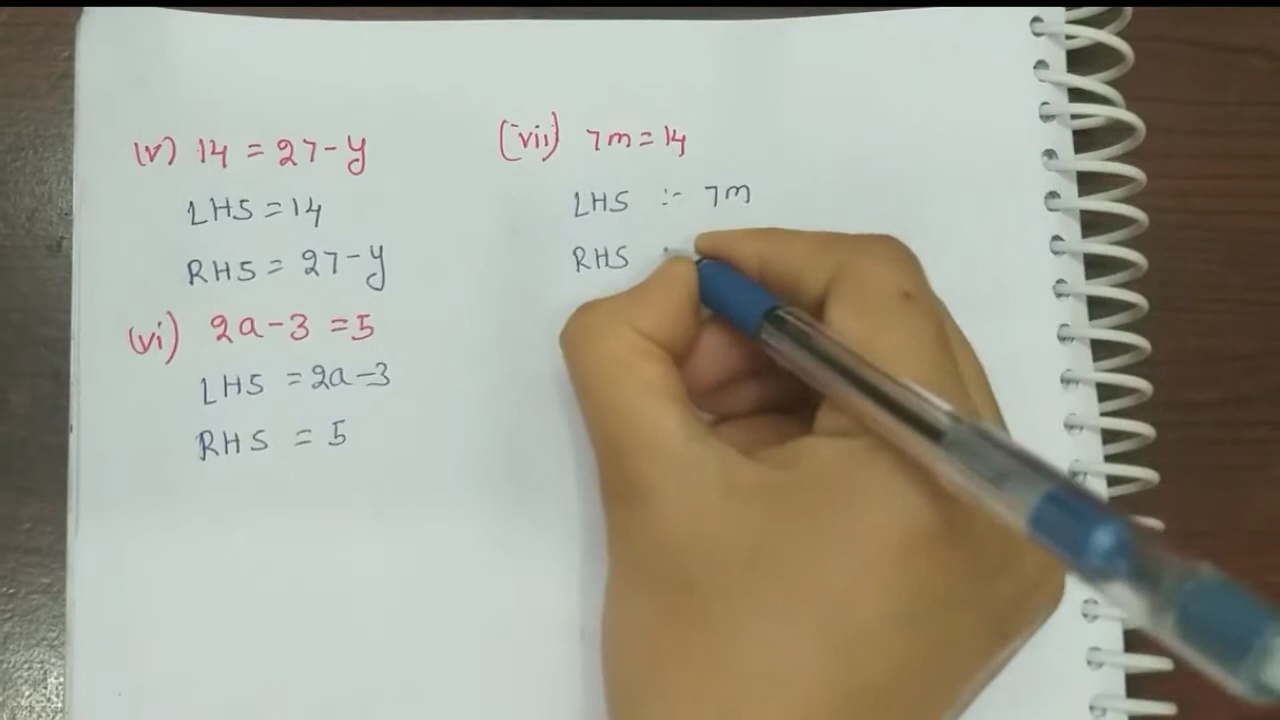 (v) 14 = 27-y
LHS = 14
RHS = 27-y
(vi) 2a-3 = 5
LHS = 2a-3
RHS = 5
(vii) 7m = 14
LHS :- 7m
RHS